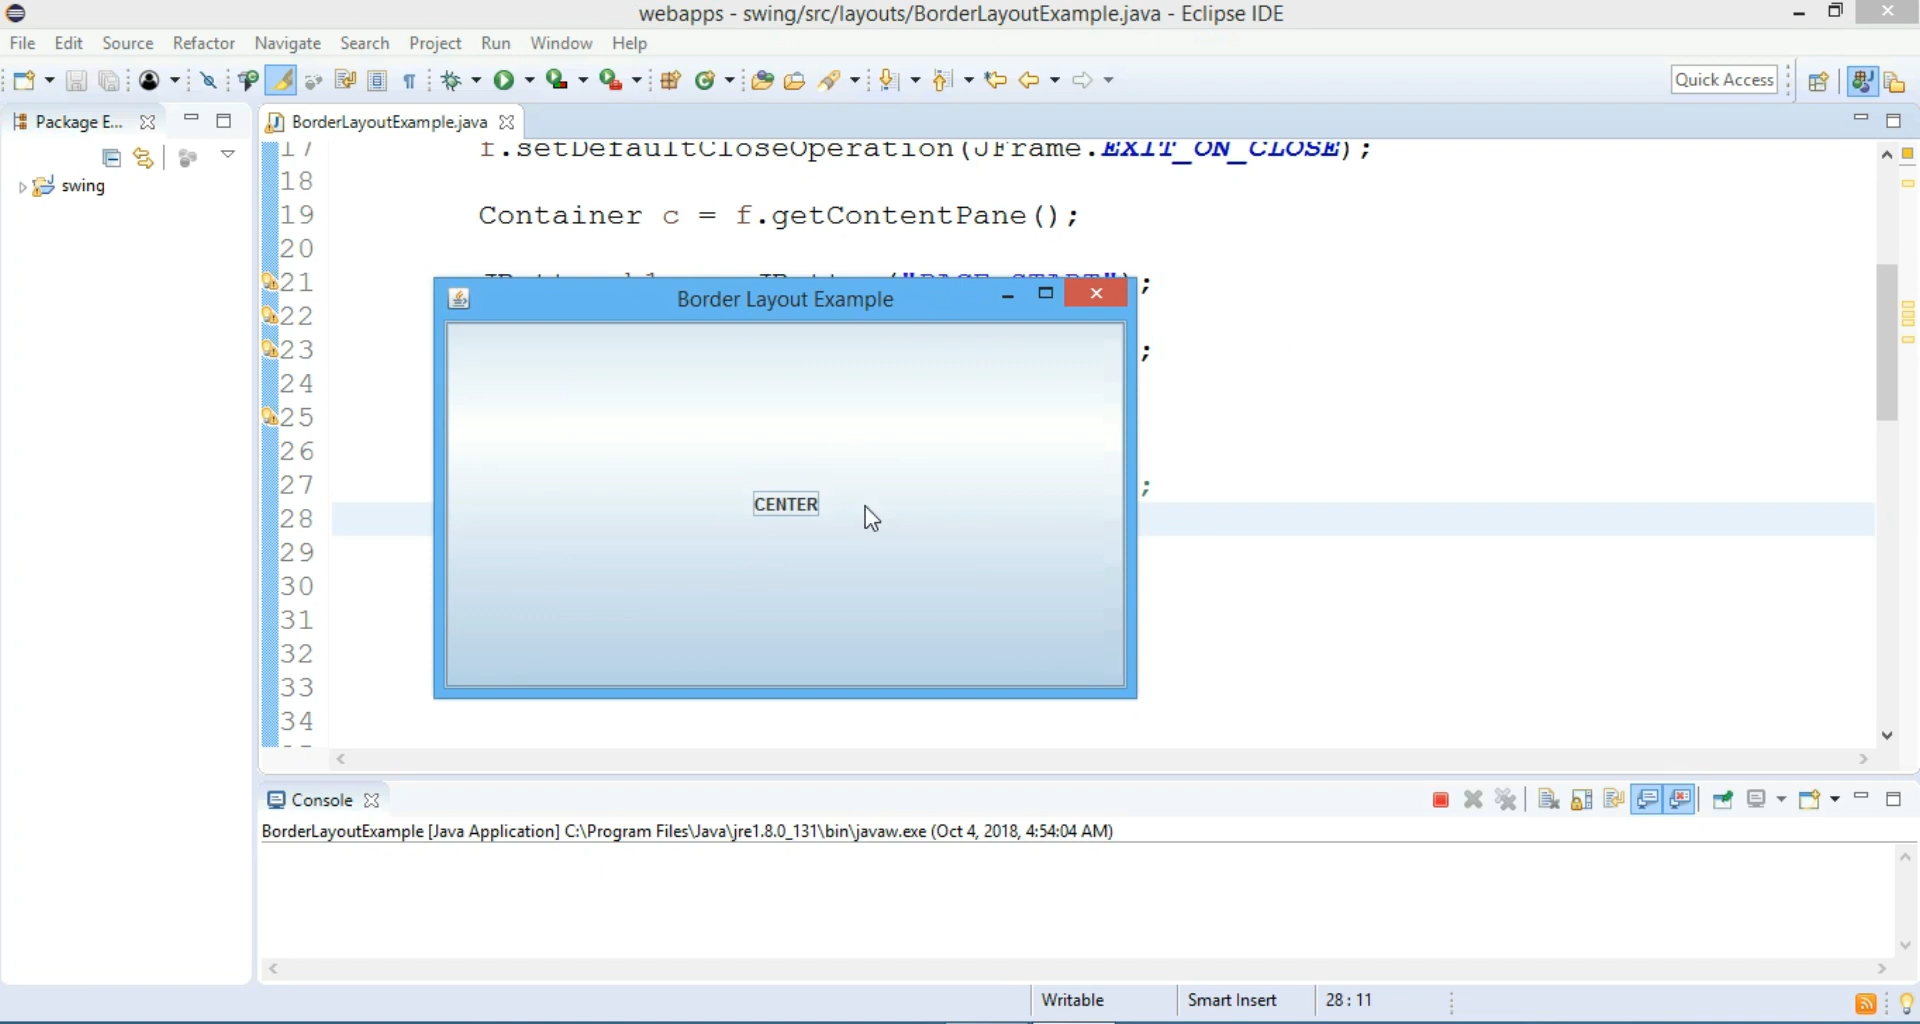 webapps - swing/src/layouts/BorderLayoutExample.java - Eclipse IDE
File Edit Source Refactor Navigate Search Project Run Window Help
Quick Access
Package E...
BorderLayoutExample.java
swing
17 f.setDefaultCloseOperation(JFrame.EXIT_ON_CLOSE);
18
19 Container c = f.getContentPane();
20
21 ;
22
23 ;
24
25
26
27 ;
28
29
30
31
32
33
34
Border Layout Example
CENTER
Console
BorderLayoutExample [Java Application] C:\Program Files\Java\jre1.8.0_131\bin\javaw.exe (Oct 4, 2018, 4:54:04 AM)
Writable Smart Insert 28 : 11